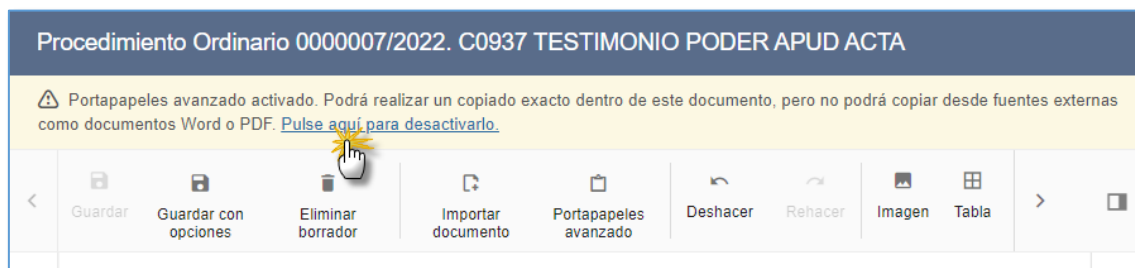 Procedimiento Ordinario 0000007/2022. C0937 TESTIMONIO PODER APUD ACTA
Portapapeles avanzado activado. Podrá realizar un copiado exacto dentro de este documento, pero no podrá copiar desde fuentes externas
como documentos Word o PDF. Pulse aquí para desactivarlo.
Guardar
Guardar con
opciones
Eliminar
borrador
Importar
documento
Portapapeles
avanzado
Deshacer
Rehacer
Imagen
Tabla